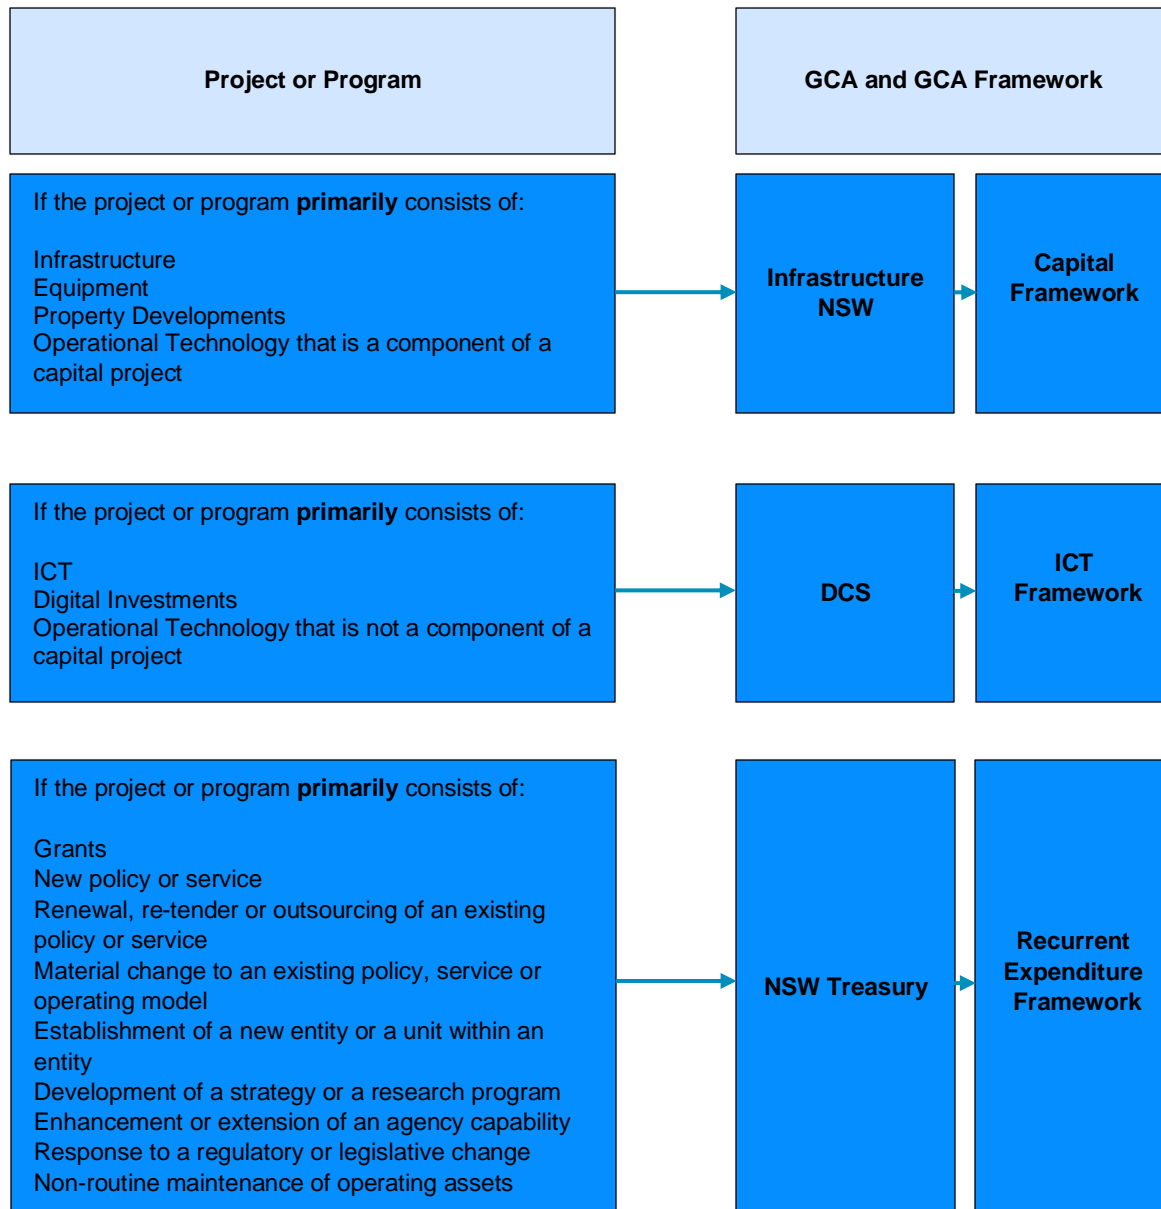 Project or Program
GCA and GCA Framework
If the project or program primarily consists of:
Infrastructure
Equipment
Property Developments
Operational Technology that is a component of a
capital project
Infrastructure
NSW
Capital
Framework
If the project or program primarily consists of:
ICT
Digital Investments
Operational Technology that is not a component of a
capital project
DCS
ICT
Framework
If the project or program primarily consists of:
Grants
New policy or service
Renewal, re-tender or outsourcing of an existing
policy or service
Material change to an existing policy, service or
operating model
Establishment of a new entity or a unit within an
entity
Development of a strategy or a research program
Enhancement or extension of an agency capability
Response to a regulatory or legislative change
Non-routine maintenance of operating assets
NSW Treasury
Recurrent
Expenditure
Framework